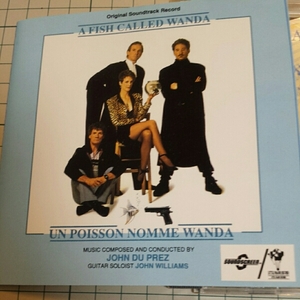 Original Soundtrack Record
A FISH CALLED WANDA
UN POISSON NOMME WANDA
MUSIC COMPOSED AND CONDUCTED BY
JOHN DU PREZ
GUITAR SOLOIST JOHN WILLIAMS
SOUNDSCREEN